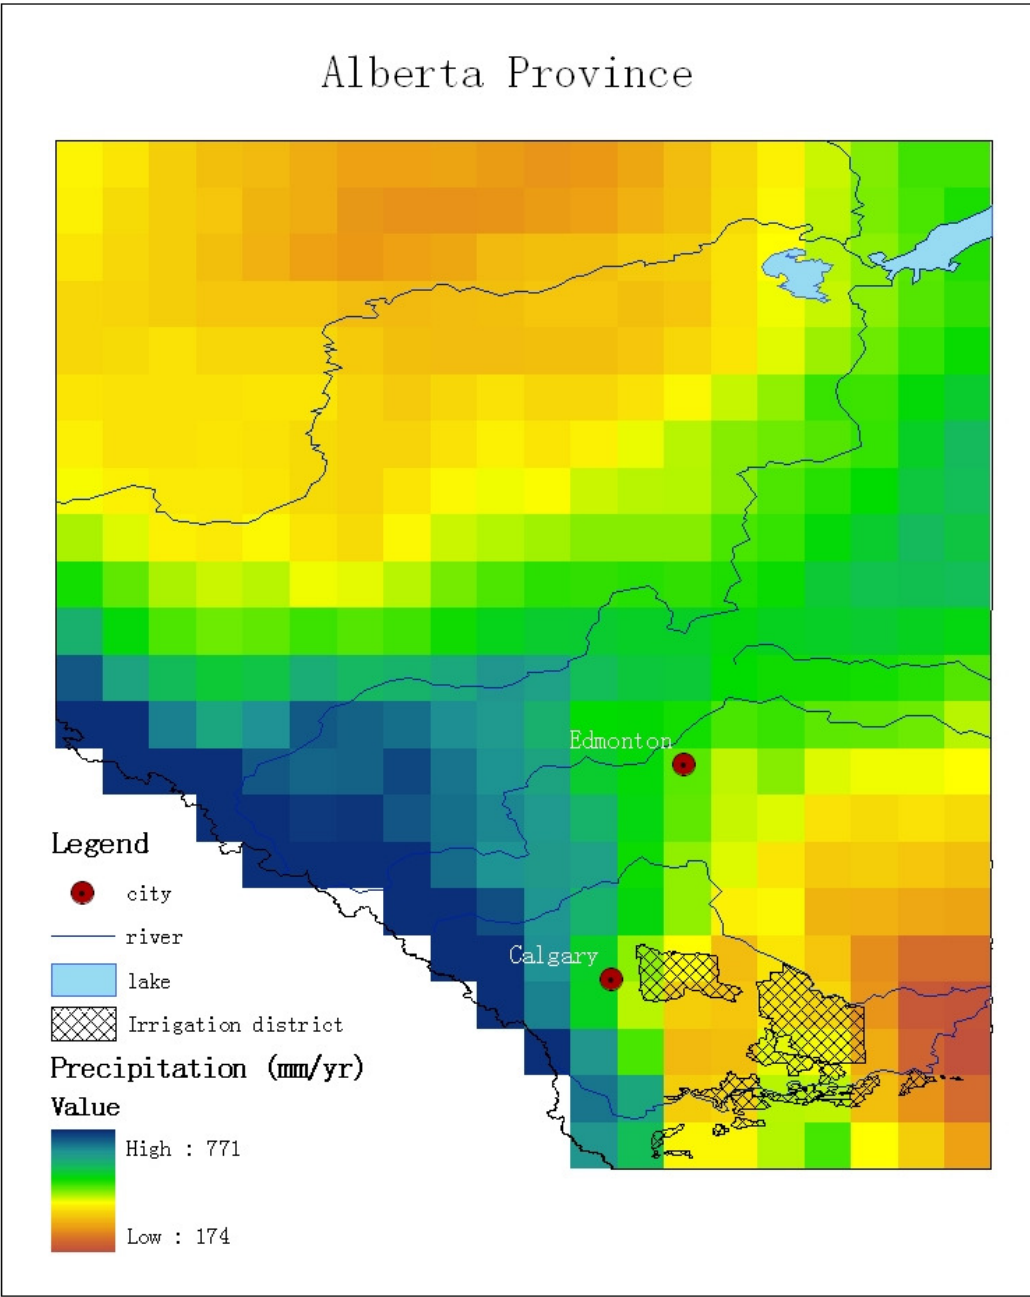 Alberta Province
Edmonton
Calgary
Legend
city
river
lake
Irrigation district
Precipitation (mm/yr)
Value
High : 771
Low : 174